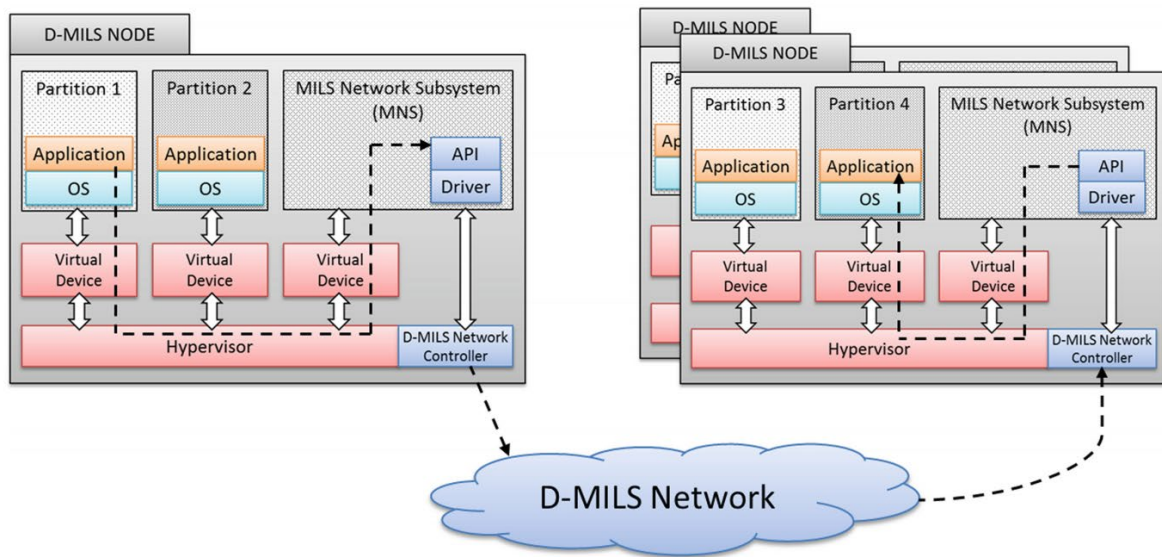 D-MILS NODE
Partition 1
Partition 2
MILS Network Subsystem
(MNS)
Application
Application
API
OS
OS
Driver
Virtual
Device
Virtual
Device
Virtual
Device
Hypervisor
D-MILS Network
Controller
D-MILS NODE
D-MILS NODE
Partition 3
Partition 4
MILS Network Subsystem
(MNS)
Application
Application
API
OS
OS
Driver
Virtual
Device
Virtual
Device
Virtual
Device
Hypervisor
D-MILS Network
Controller
D-MILS Network